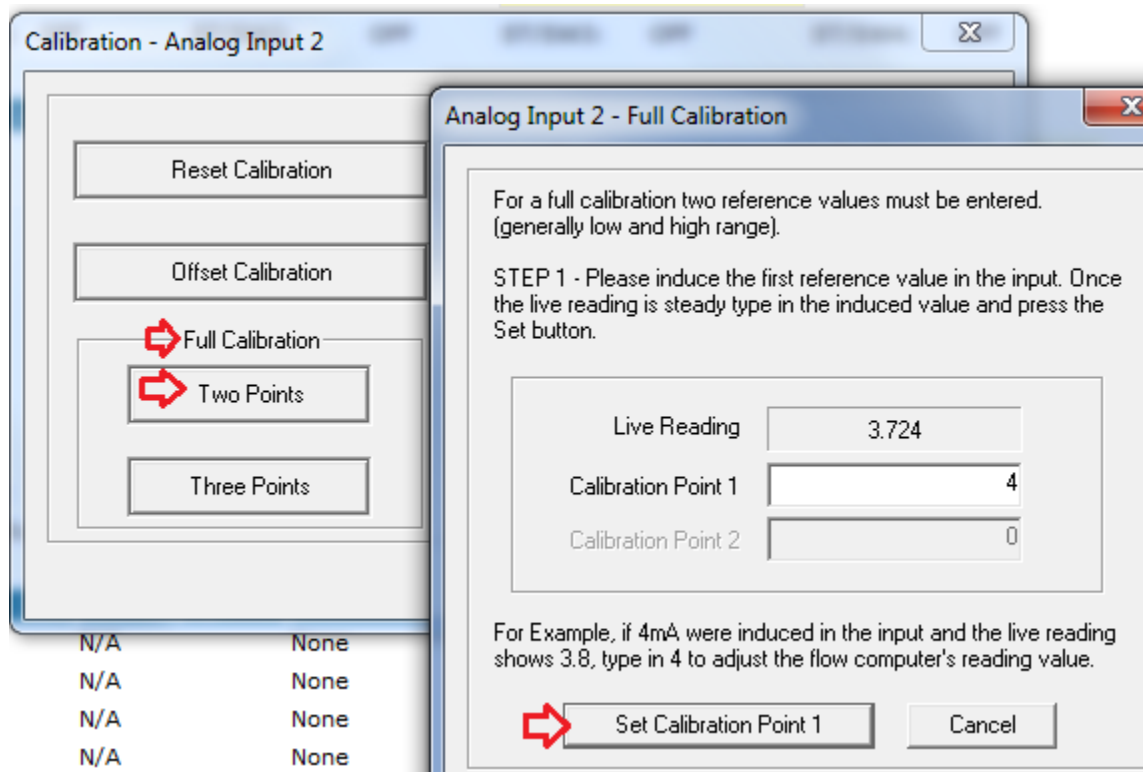 Calibration - Analog Input 2
Reset Calibration
Offset Calibration
Full Calibration
Two Points
Three Points
Analog Input 2 - Full Calibration
For a full calibration two reference values must be entered.
(generally low and high range).
STEP 1 - Please induce the first reference value in the input. Once
the live reading is steady type in the induced value and press the
Set button.
Live Reading 3.724
Calibration Point 1 4
Calibration Point 2 0
For Example, if 4mA were induced in the input and the live reading
shows 3.8, type in 4 to adjust the flow computer's reading value.
Set Calibration Point 1 Cancel
N/A None
N/A None
N/A None
N/A None